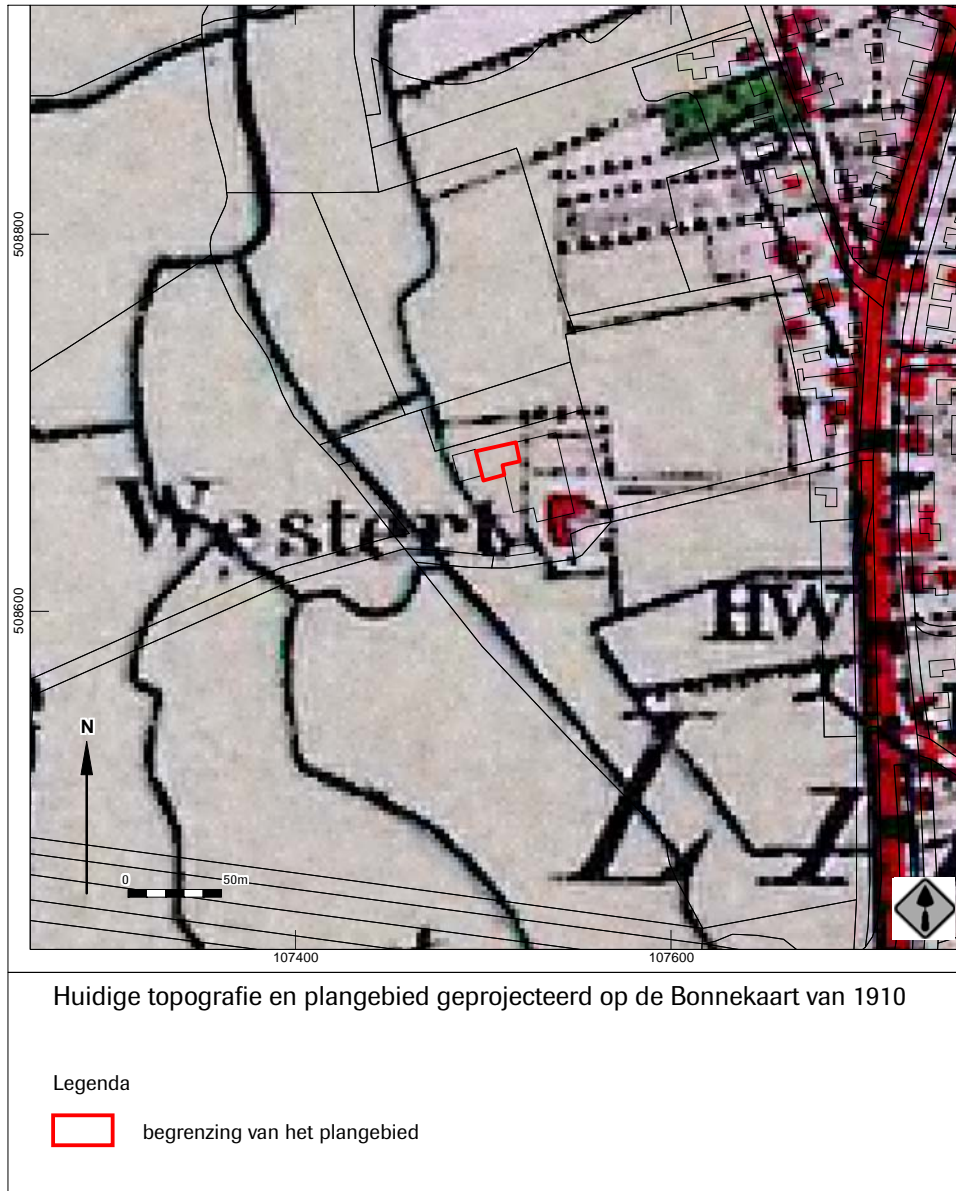 508800
Westerb
508600
HW
N
0
50m
107400
107600
Huidige topografie en plangebied geprojecteerd op de Bonnekaart van 1910
Legenda
begrenzing van het plangebied